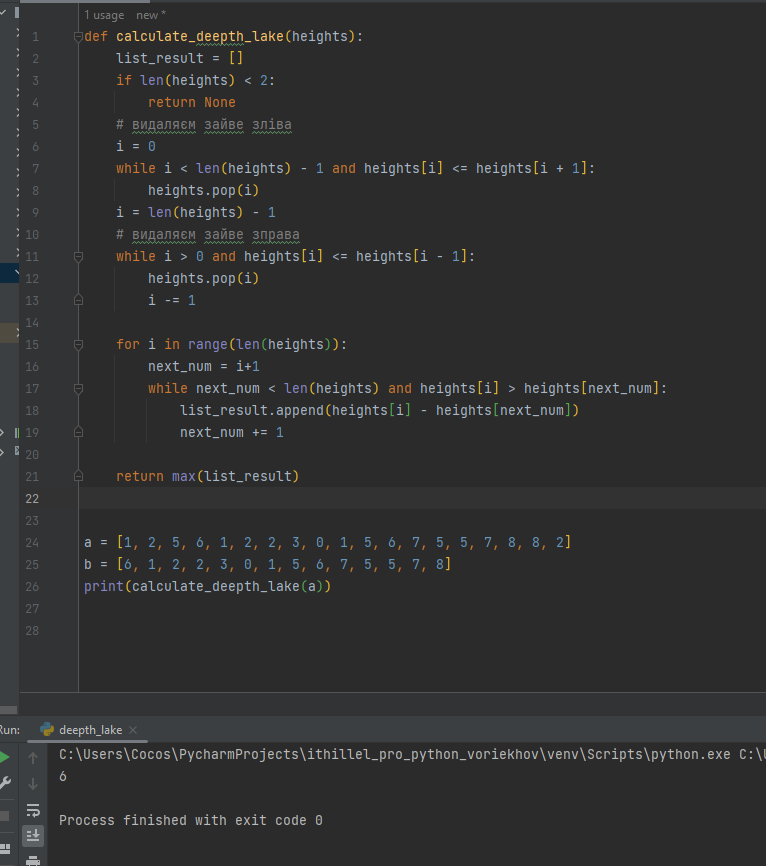 1 usage new *
1 def calculate_deepth_lake(heights):
2 list_result = []
3 if len(heights) < 2:
4 return None
5 # видаляєм зайве зліва
6 i = 0
7 while i < len(heights) - 1 and heights[i] <= heights[i + 1]:
8 heights.pop(i)
9 i = len(heights) - 1
10 # видаляєм зайве зправа
11 while i > 0 and heights[i] <= heights[i - 1]:
12 heights.pop(i)
13 i -= 1
14
15 for i in range(len(heights)):
16 next_num = i+1
17 while next_num < len(heights) and heights[i] > heights[next_num]:
18 list_result.append(heights[i] - heights[next_num])
19 next_num += 1
20
21 return max(list_result)
22
23
24 a = [1, 2, 5, 6, 1, 2, 2, 3, 0, 1, 5, 6, 7, 5, 5, 7, 8, 8, 2]
25 b = [6, 1, 2, 2, 3, 0, 1, 5, 6, 7, 5, 5, 7, 8]
26 print(calculate_deepth_lake(a))
27
28
Run: deepth_lake
C:\Users\Cocos\PycharmProjects\ithillel_pro_python_voriekhov\venv\Scripts\python.exe C:\
6
Process finished with exit code 0